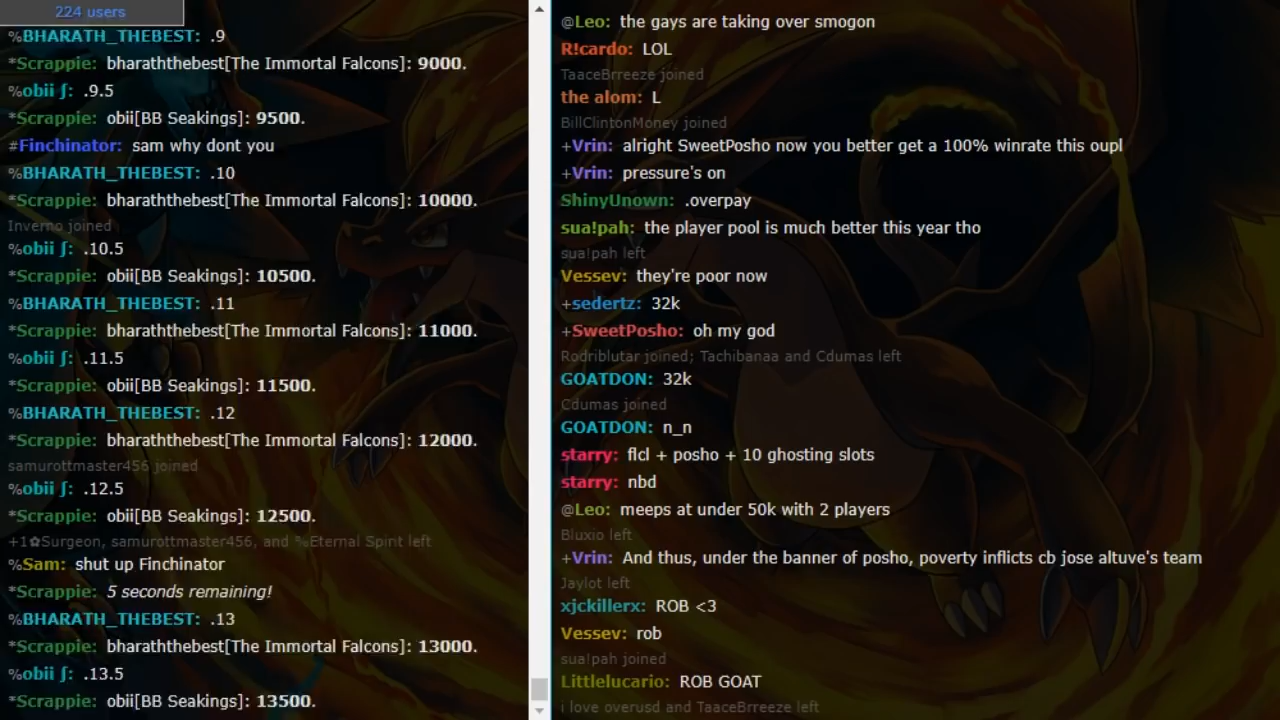 224 users
%BHARATH_THEBEST: .9
*Scrappie: bharaththebest[The Immortal Falcons]: 9000.
%obii ʃ: .9.5
*Scrappie: obii[BB Seakings]: 9500.
#Finchinator: sam why dont you
%BHARATH_THEBEST: .10
*Scrappie: bharaththebest[The Immortal Falcons]: 10000.
Inverno joined
%obii ʃ: .10.5
*Scrappie: obii[BB Seakings]: 10500.
%BHARATH_THEBEST: .11
*Scrappie: bharaththebest[The Immortal Falcons]: 11000.
%obii ʃ: .11.5
*Scrappie: obii[BB Seakings]: 11500.
%BHARATH_THEBEST: .12
*Scrappie: bharaththebest[The Immortal Falcons]: 12000.
samurottmaster456 joined
%obii ʃ: .12.5
*Scrappie: obii[BB Seakings]: 12500.
+1✿Surgeon, samurottmaster456, and %Eternal Spirit left
%Sam: shut up Finchinator
*Scrappie: 5 seconds remaining!
%BHARATH_THEBEST: .13
*Scrappie: bharaththebest[The Immortal Falcons]: 13000.
%obii ʃ: .13.5
*Scrappie: obii[BB Seakings]: 13500.
@Leo: the gays are taking over smogon
R!cardo: LOL
TaaceBrreeze joined
the alom: L
BillClintonMoney joined
+Vrin: alright SweetPosho now you better get a 100% winrate this oupl
+Vrin: pressure's on
ShinyUnown: .overpay
sua!pah: the player pool is much better this year tho
sua!pah left
Vessev: they're poor now
+sedertz: 32k
+SweetPosho: oh my god
Rodriblutar joined; Tachibanaa and Cdumas left
GOATDON: 32k
Cdumas joined
GOATDON: n_n
starry: flcl + posho + 10 ghosting slots
starry: nbd
@Leo: meeps at under 50k with 2 players
Bluxio left
+Vrin: And thus, under the banner of posho, poverty inflicts cb jose altuve's team
Jaylot left
xjckillerx: ROB <3
Vessev: rob
sua!pah joined
Littlelucario: ROB GOAT
i love overusd and TaaceBrreeze left